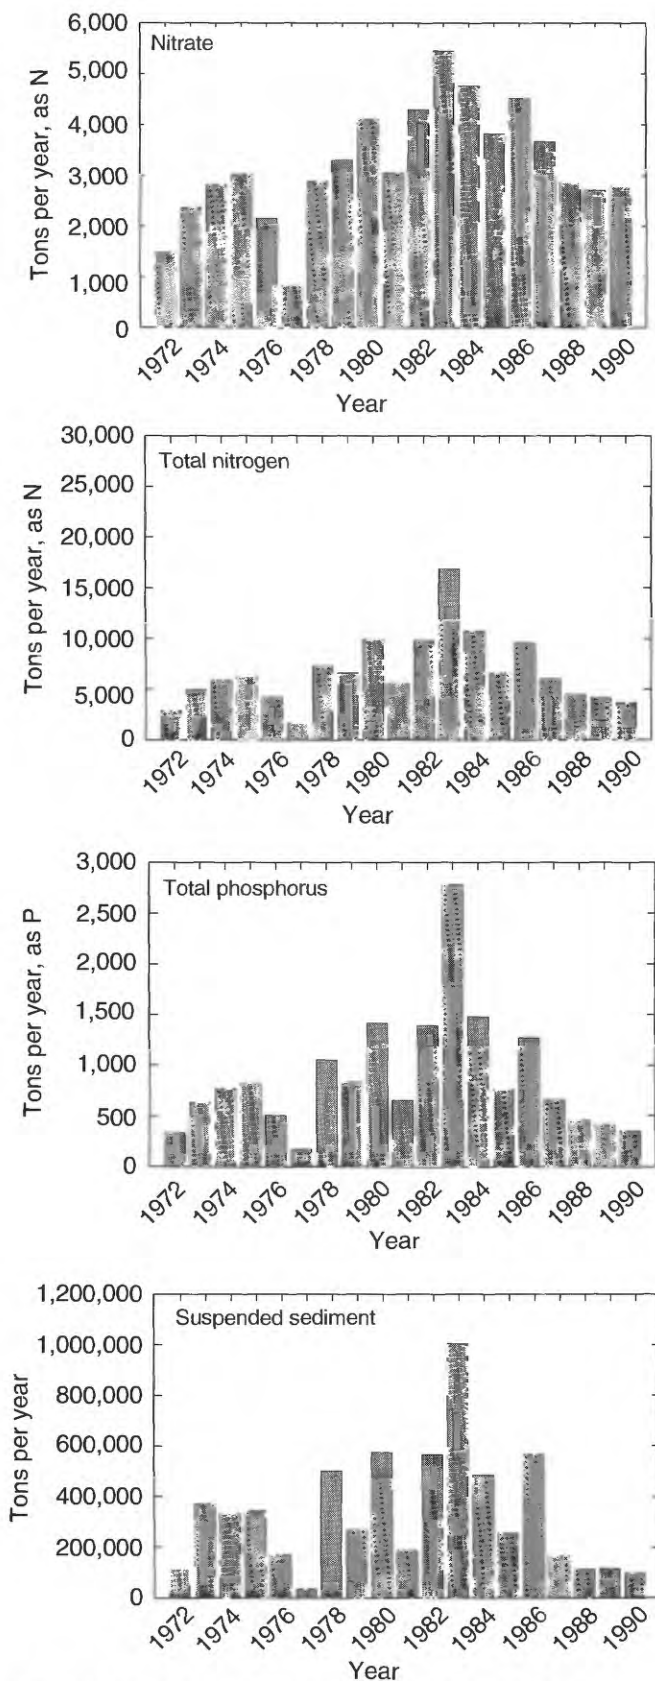 6,000
Nitrate
5,000
4,000
3,000
2,000
1,000
0
Tons per year, as N
1972 1974 1976 1978 1980 1982 1984 1986 1988 1990
Year
30,000
Total nitrogen
25,000
20,000
15,000
10,000
5,000
0
Tons per year, as N
1972 1974 1976 1978 1980 1982 1984 1986 1988 1990
Year
3,000
Total phosphorus
2,500
2,000
1,500
1,000
500
0
Tons per year, as P
1972 1974 1976 1978 1980 1982 1984 1986 1988 1990
Year
1,200,000
Suspended sediment
1,000,000
800,000
600,000
400,000
200,000
0
Tons per year
1972 1974 1976 1978 1980 1982 1984 1986 1988 1990
Year